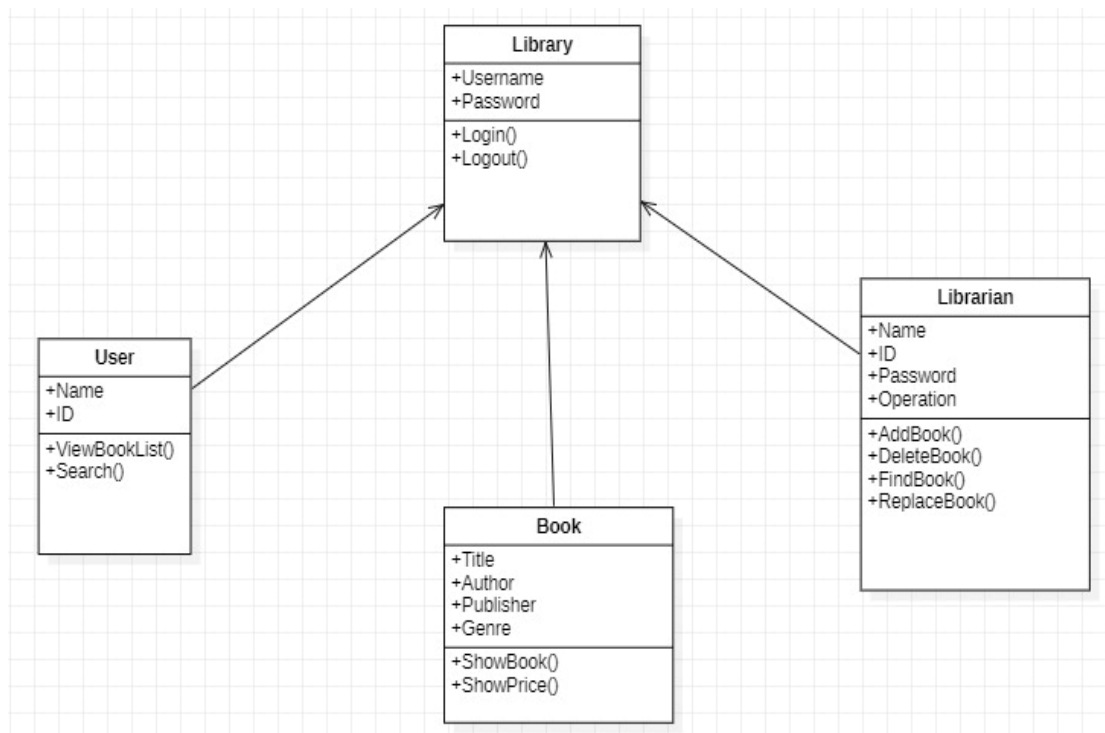 Library
+Username
+Password
+Login()
+Logout()
User
+Name
+ID
+ViewBookList()
+Search()
Book
+Title
+Author
+Publisher
+Genre
+ShowBook()
+ShowPrice()
Librarian
+Name
+ID
+Password
+Operation
+AddBook()
+DeleteBook()
+FindBook()
+ReplaceBook()